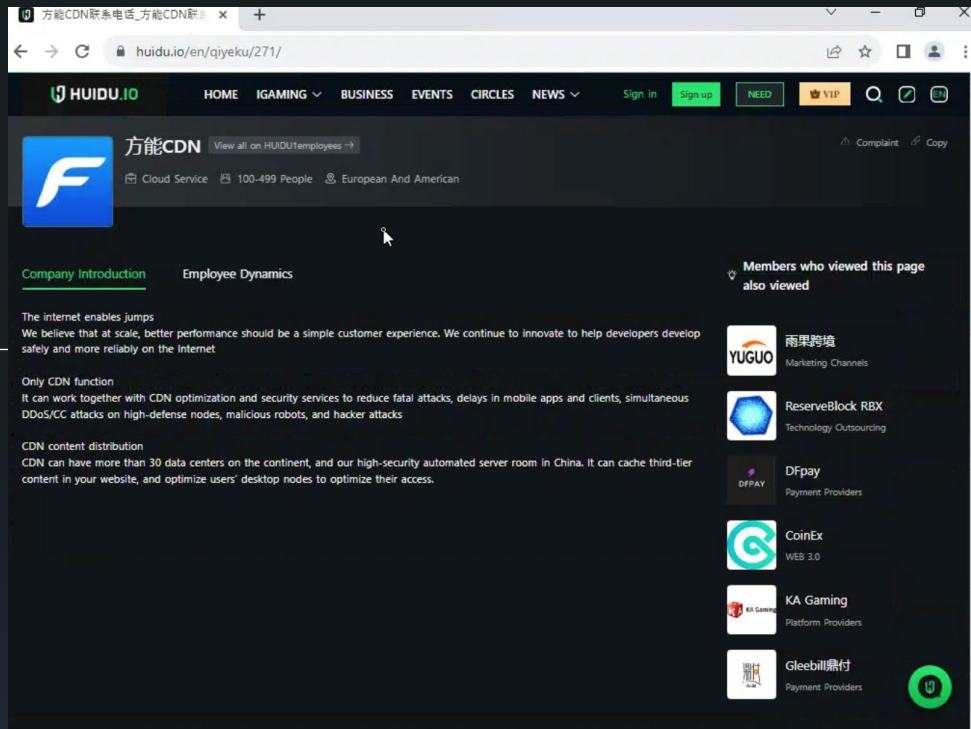 方能CDN联系电话_方能CDN联
huidu.io/en/qiyeku/271/
HUIDU.IO
HOME IGAMING BUSINESS EVENTS CIRCLES NEWS Sign in Sign up NEED VIP EN
方能CDN View all on HUIDU1employees →
Complaint Copy
Cloud Service 100-499 People European And American
Company Introduction Employee Dynamics
The internet enables jumps
We believe that at scale, better performance should be a simple customer experience. We continue to innovate to help developers develop
safely and more reliably on the Internet
Only CDN function
It can work together with CDN optimization and security services to reduce fatal attacks, delays in mobile apps and clients, simultaneous
DDoS/CC attacks on high-defense nodes, malicious robots, and hacker attacks
CDN content distribution
CDN can have more than 30 data centers on the continent, and our high-security automated server room in China. It can cache third-tier
content in your website, and optimize users' desktop nodes to optimize their access.
Members who viewed this page
also viewed
YUGUO
雨果跨境
Marketing Channels
ReserveBlock RBX
Technology Outsourcing
DFPAY
DFpay
Payment Providers
CoinEx
WEB 3.0
KA Gaming
KA Gaming
Platform Providers
Gleebill鼎付
Payment Providers